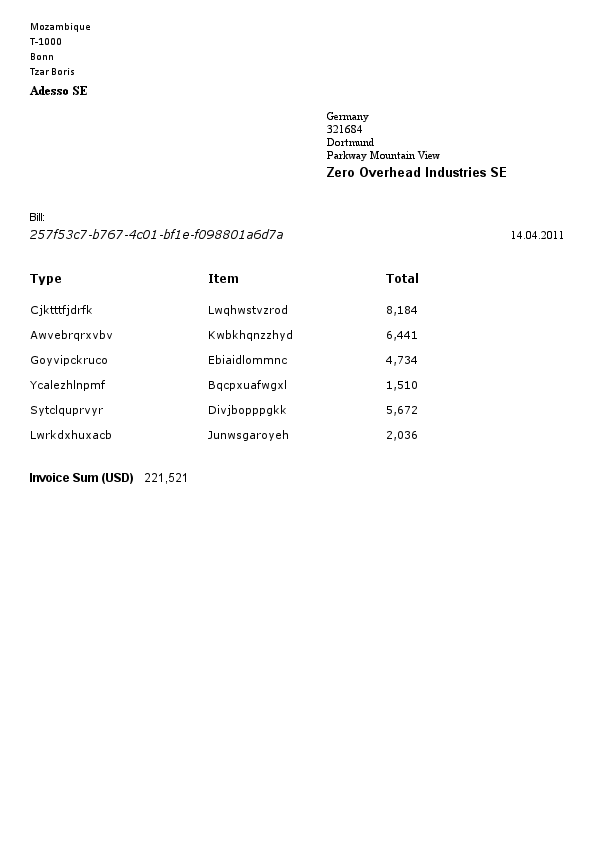 Mozambique
T-1000
Bonn
Tzar Boris
Adesso SE
Germany
321684
Dortmund
Parkway Mountain View
Zero Overhead Industries SE
Bill:
257f53c7-b767-4c01-bf1e-f098801a6d7a 14.04.2011
Type Item Total
Cjktttfjdrfk Lwqhwstvzrod 8,184
Awvebrqrxvbv Kwbkhqnzzhyd 6,441
Goyvipckruco Ebiaidlommnc 4,734
Ycalezhlnpmf Bqcpxuafwgxl 1,510
Sytclquprvyr Divjbopppgkk 5,672
Lwrkdxhuxacb Junwsgaroyeh 2,036
Invoice Sum (USD) 221,521